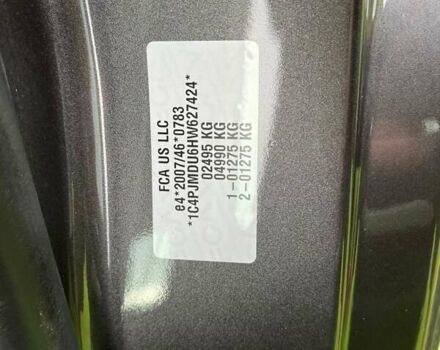 FCA US LLC
e4*2007/46*0783
*1C4PJMDU6HW627424*
02495 KG
04990 KG
1-01275 KG
2-01275 KG